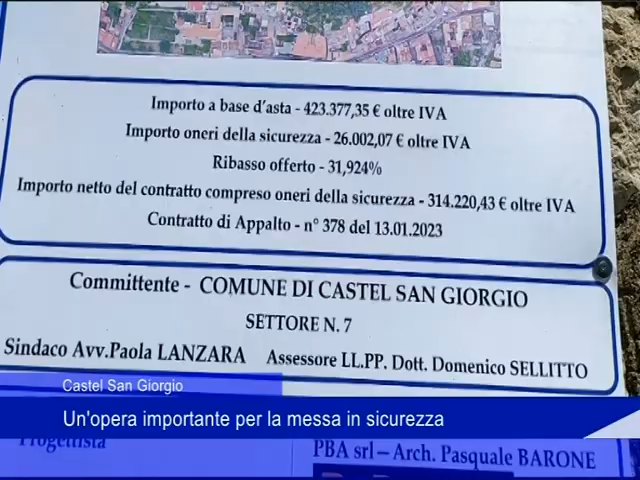 Importo a base d'asta - 423.377,35 € oltre IVA
Importo oneri della sicurezza - 26.002,07 € oltre IVA
Ribasso offerto - 31,924%
Importo netto del contratto compreso oneri della sicurezza - 314.220,43 € oltre IVA
Contratto di Appalto - n° 378 del 13.01.2023
Committente - COMUNE DI CASTEL SAN GIORGIO
SETTORE N. 7
Sindaco Avv.Paola LANZARA Assessore LL.PP. Dott. Domenico SELLITTO
Castel San Giorgio
Un'opera importante per la messa in sicurezza
Progettista
PBA srl – Arch. Pasquale BARONE